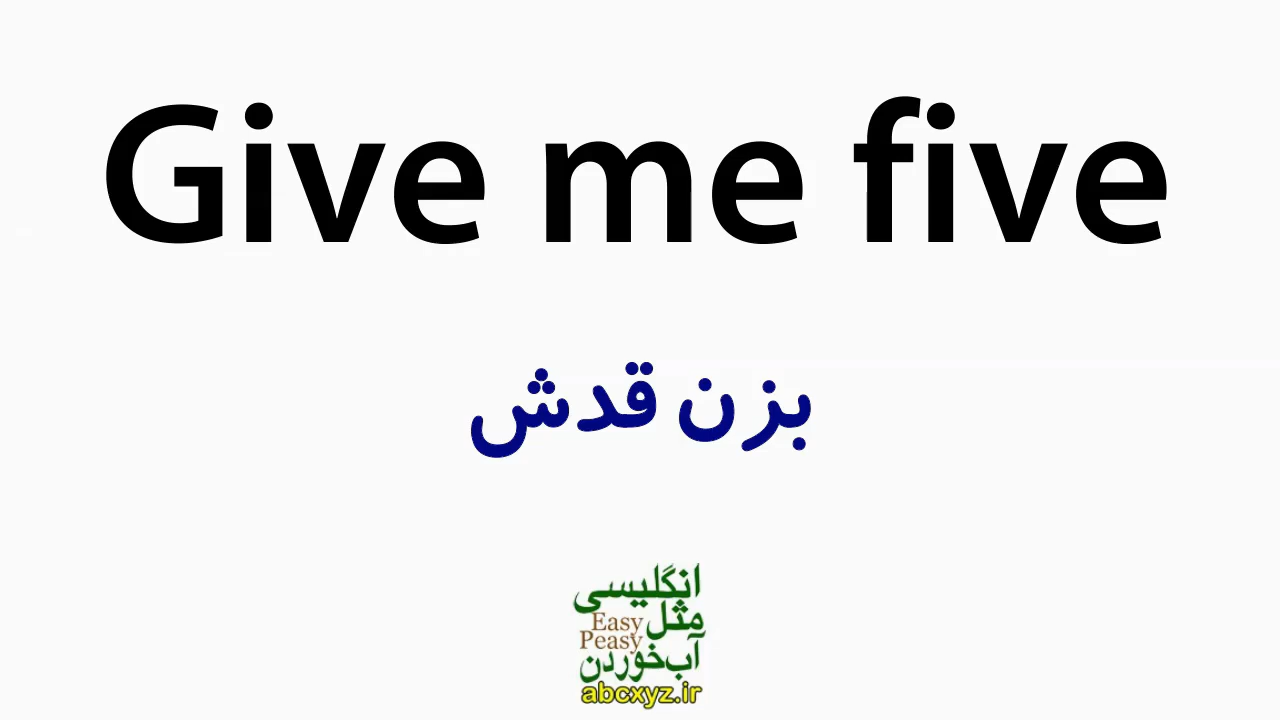 Give me five
بزن قدش
انگلیسی
مثل
Easy
Peasy
آب‌خوردن
abcxyz.ir